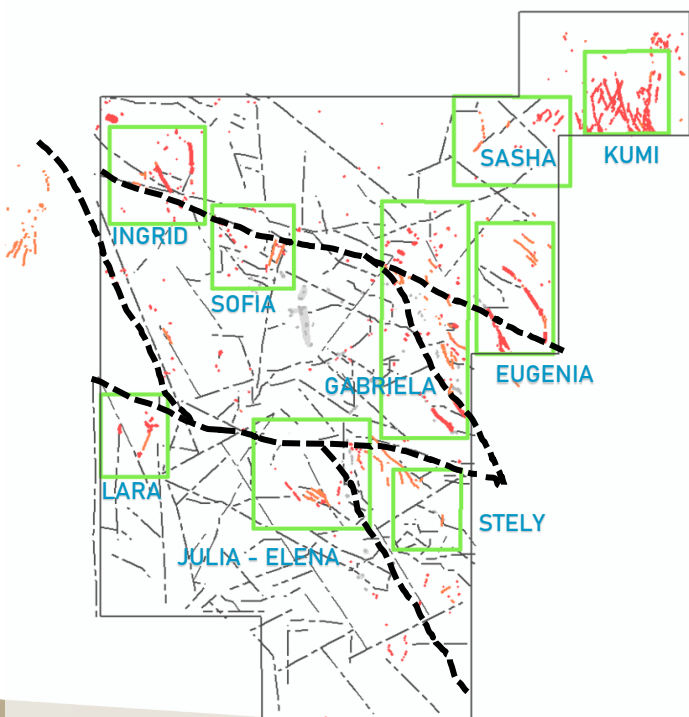 SASHA
KUMI
INGRID
SOFIA
GABRIELA
EUGENIA
LARA
STELY
JULIA - ELENA